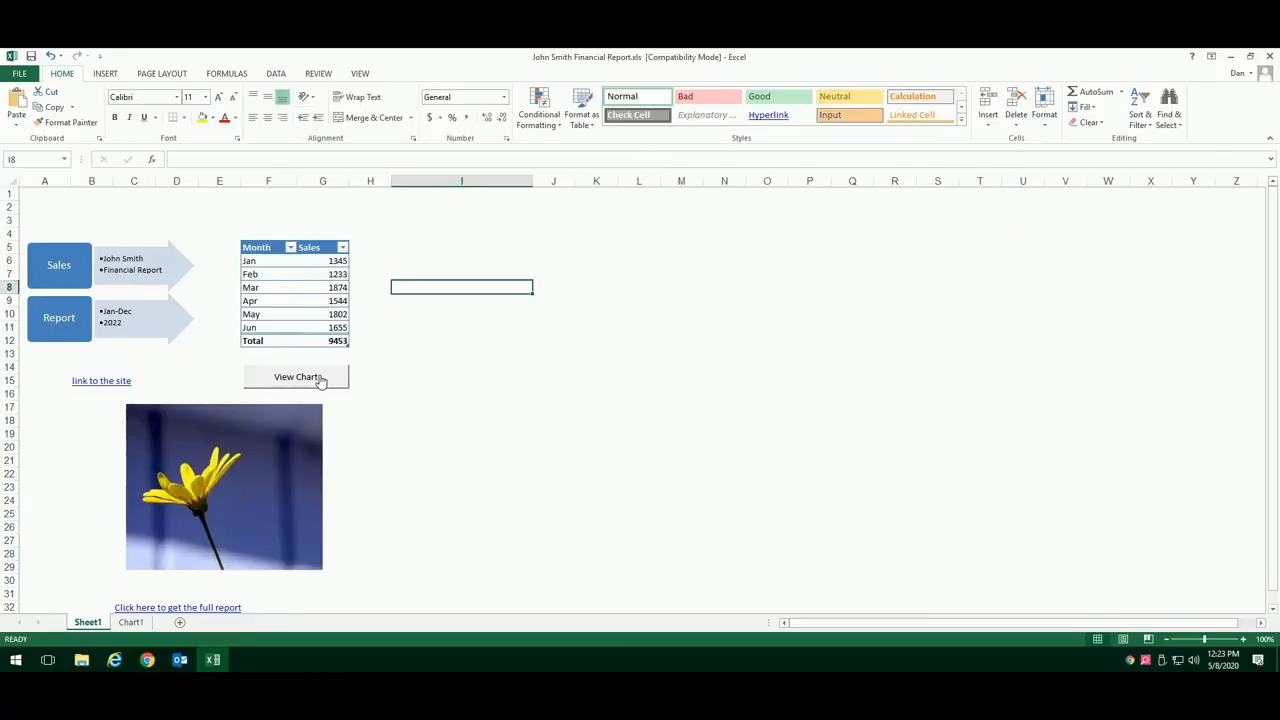 John Smith Financial Report.xls [Compatibility Mode] - Excel
Dan
FILE HOME INSERT PAGE LAYOUT FORMULAS DATA REVIEW VIEW
Paste
Cut
Copy
Format Painter
Clipboard
Calibri 11
B I U
Font
Wrap Text
Merge & Center
Alignment
General
$ % ,
Number
Conditional Formatting
Format as Table
Normal Bad Good Neutral Calculation
Check Cell Explanatory ... Hyperlink Input Linked Cell
Styles
Insert Delete Format
Cells
AutoSum
Fill
Clear
Sort & Filter
Find & Select
Editing
I8
fx
A B C D E F G H I J K L M N O P Q R S T U V W X Y Z
1
2
3
4
5
6
7
8
9
10
11
12
13
14
15
16
17
18
19
20
21
22
23
24
25
26
27
28
29
30
31
32
Sales
•John Smith
•Financial Report
Report
•Jan-Dec
•2022
Month Sales
Jan 1345
Feb 1233
Mar 1874
Apr 1544
May 1802
Jun 1655
Total 9453
link to the site
View Chart
Click here to get the full report
Sheet1 Chart1
READY
100%
12:23 PM
5/8/2020